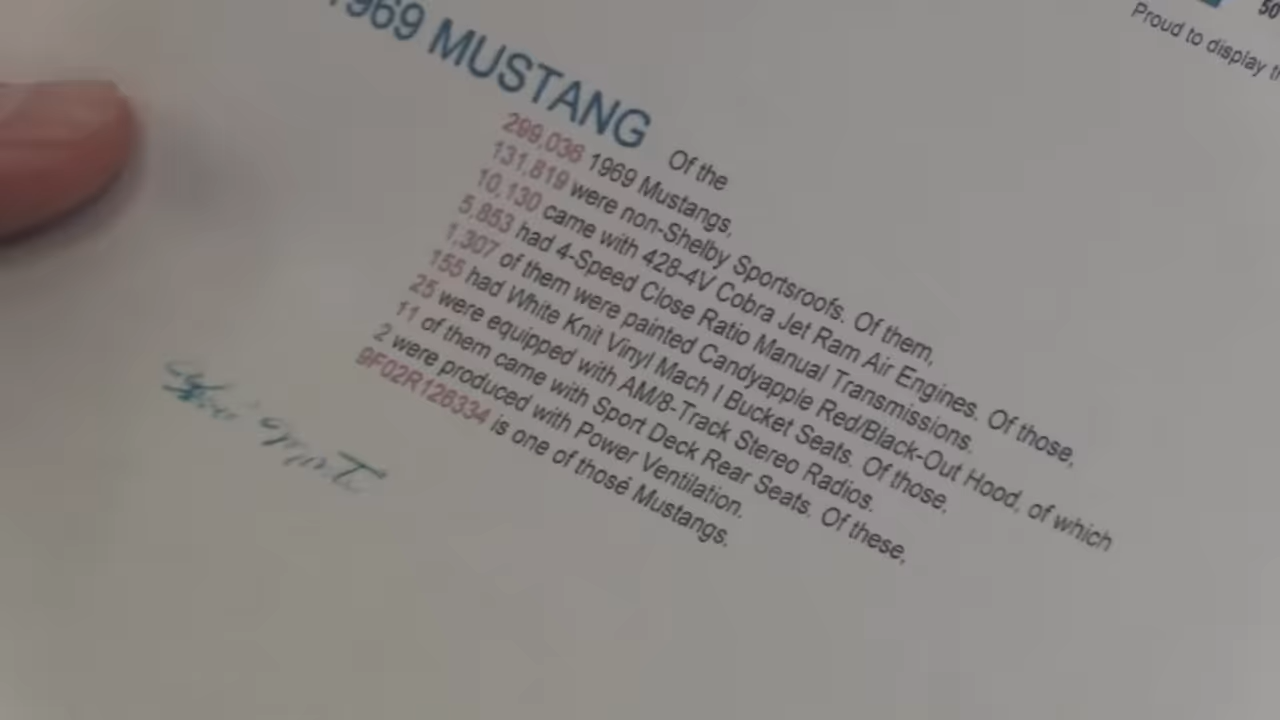 1969 MUSTANG Of the
299,036 1969 Mustangs,
131,819 were non-Shelby Sportsroofs. Of them,
10,130 came with 428-4V Cobra Jet Ram Air Engines. Of those,
5,853 had 4-Speed Close Ratio Manual Transmissions.
1,307 of them were painted Candyapple Red/Black-Out Hood, of which
155 had White Knit Vinyl Mach I Bucket Seats. Of those,
25 were equipped with AM/8-Track Stereo Radios.
11 of them came with Sport Deck Rear Seats. Of these,
2 were produced with Power Ventilation.
9F02R126334 is one of those Mustangs.
50
Proud to display